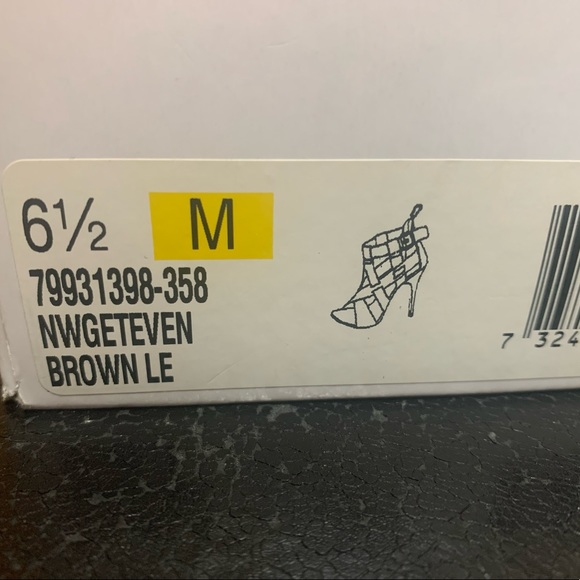 6½ M
79931398-358
NWGETEVEN
BROWN LE
7 324